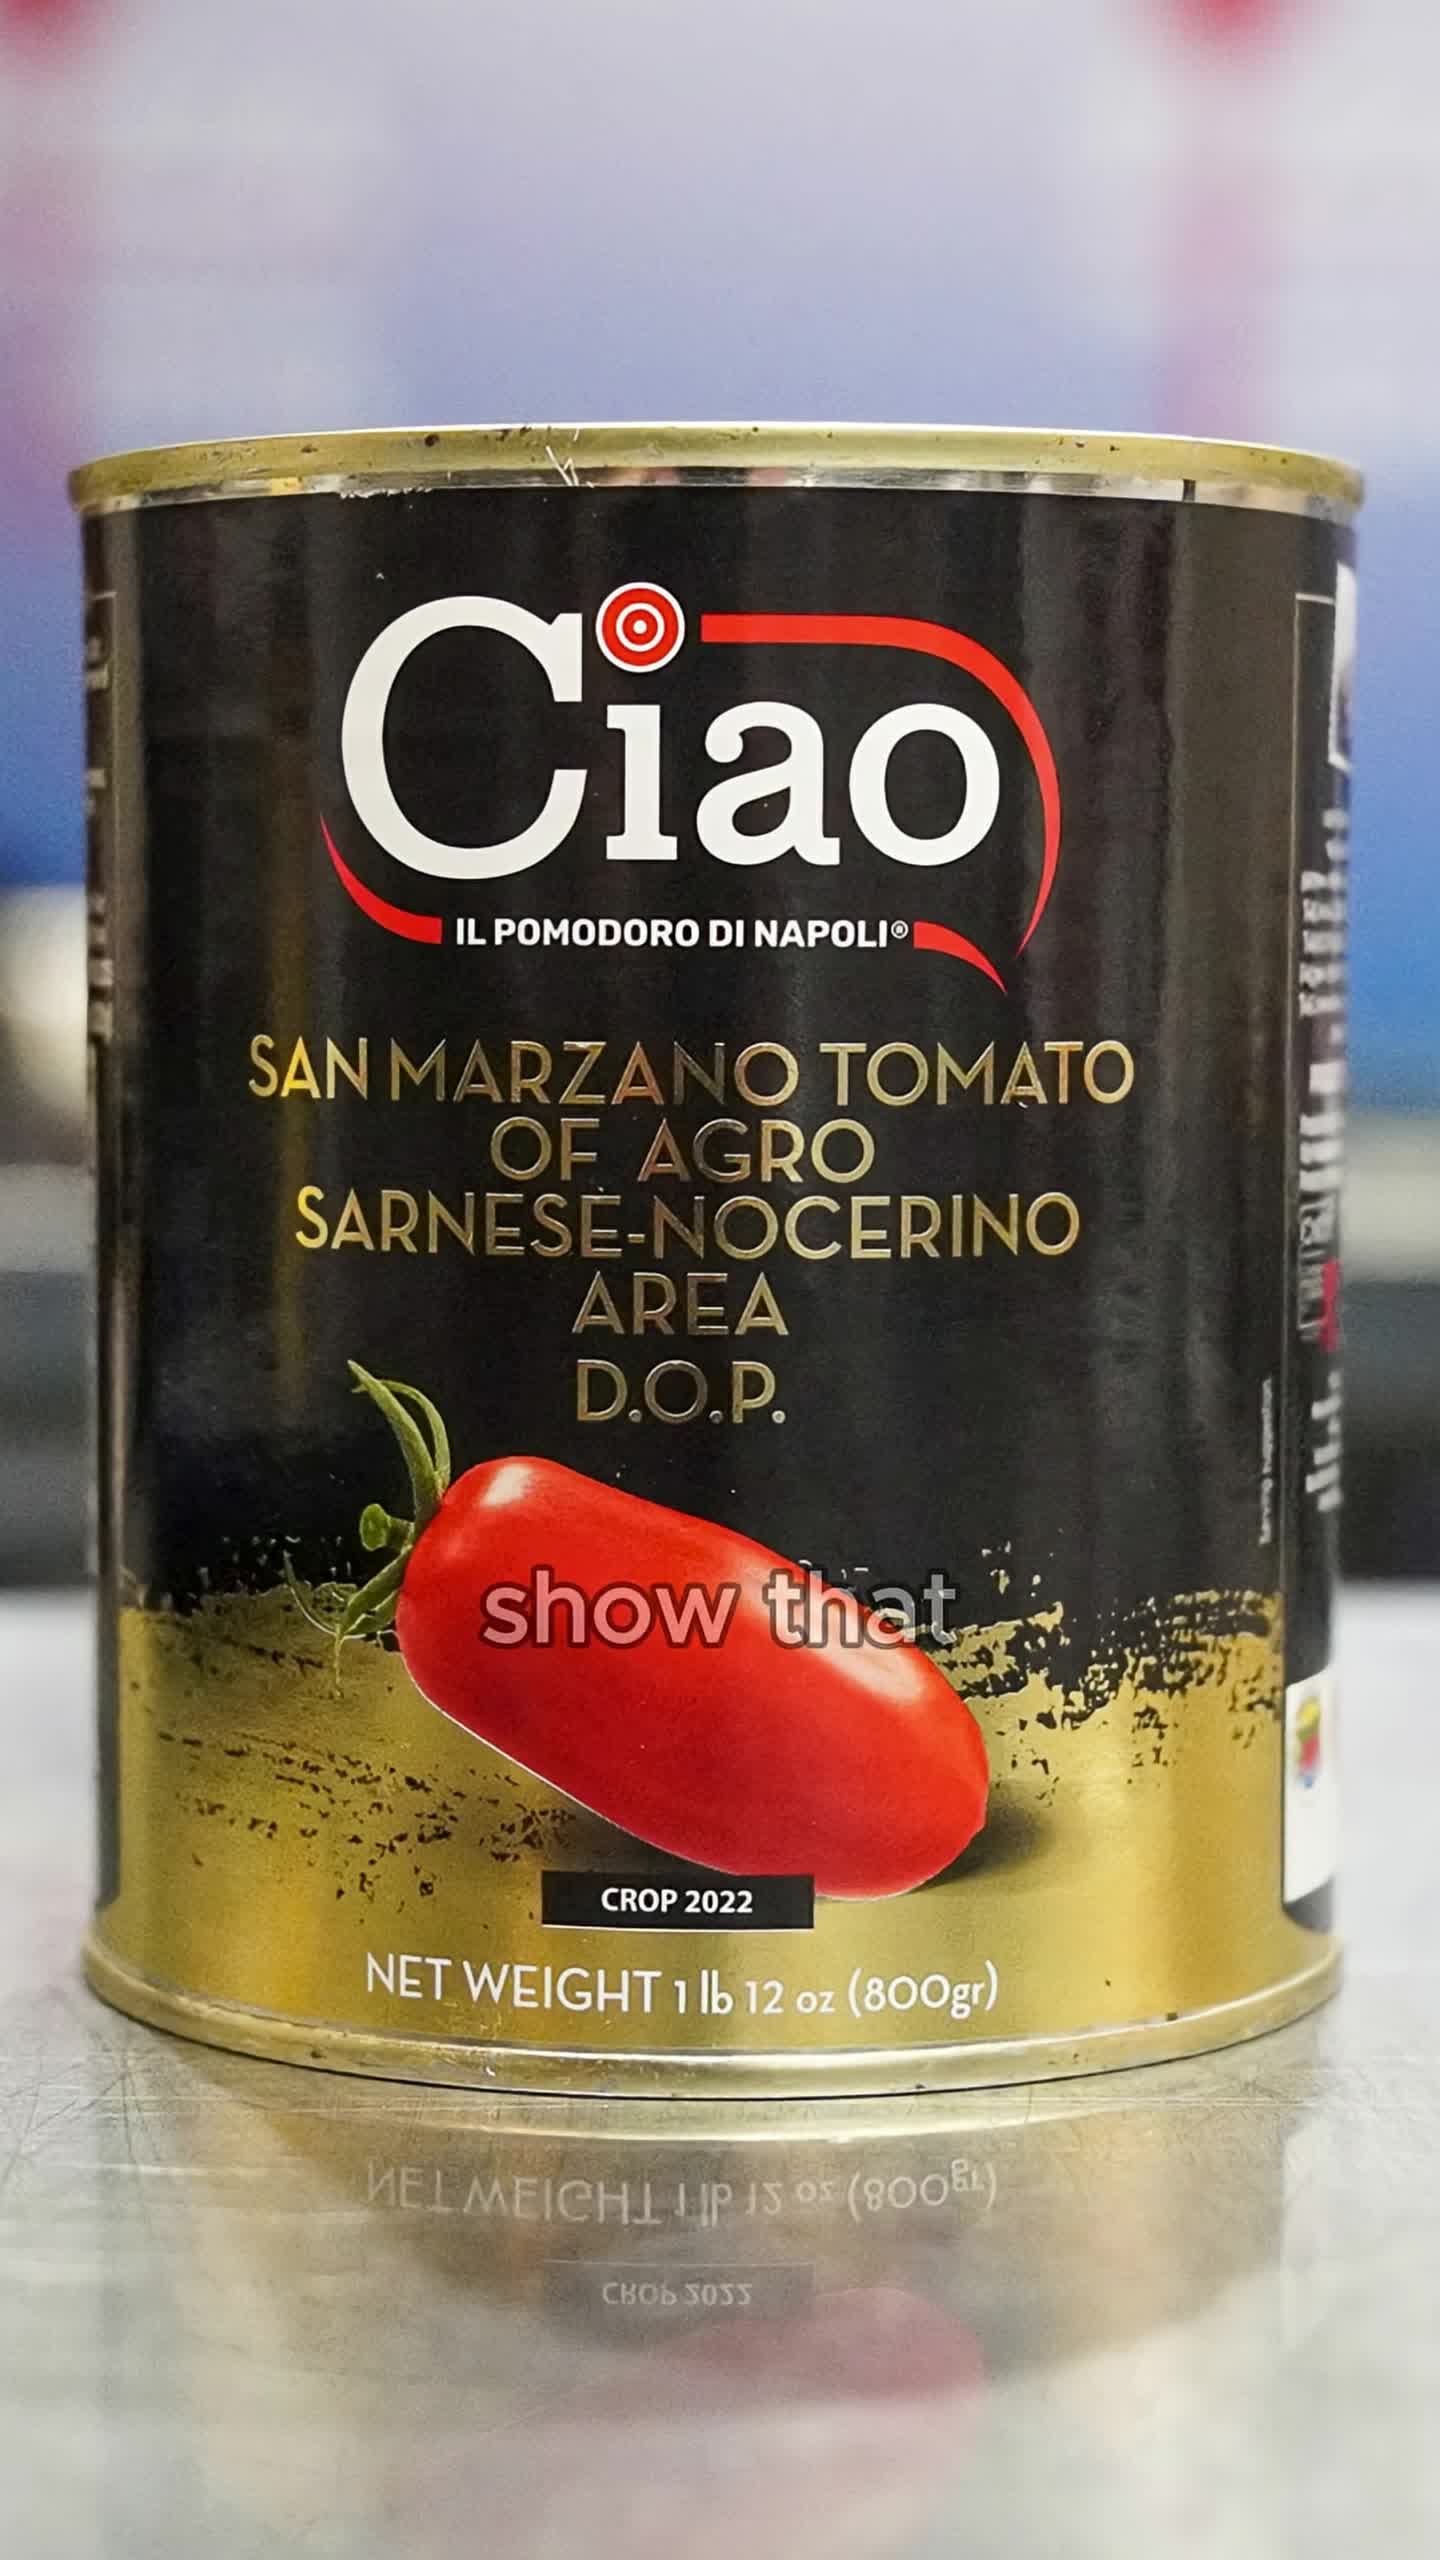 Ciao
IL POMODORO DI NAPOLI®
SAN MARZANO TOMATO
OF AGRO
SARNESE-NOCERINO
AREA
D.O.P.
show that
CROP 2022
NET WEIGHT 1 lb 12 oz (800gr)